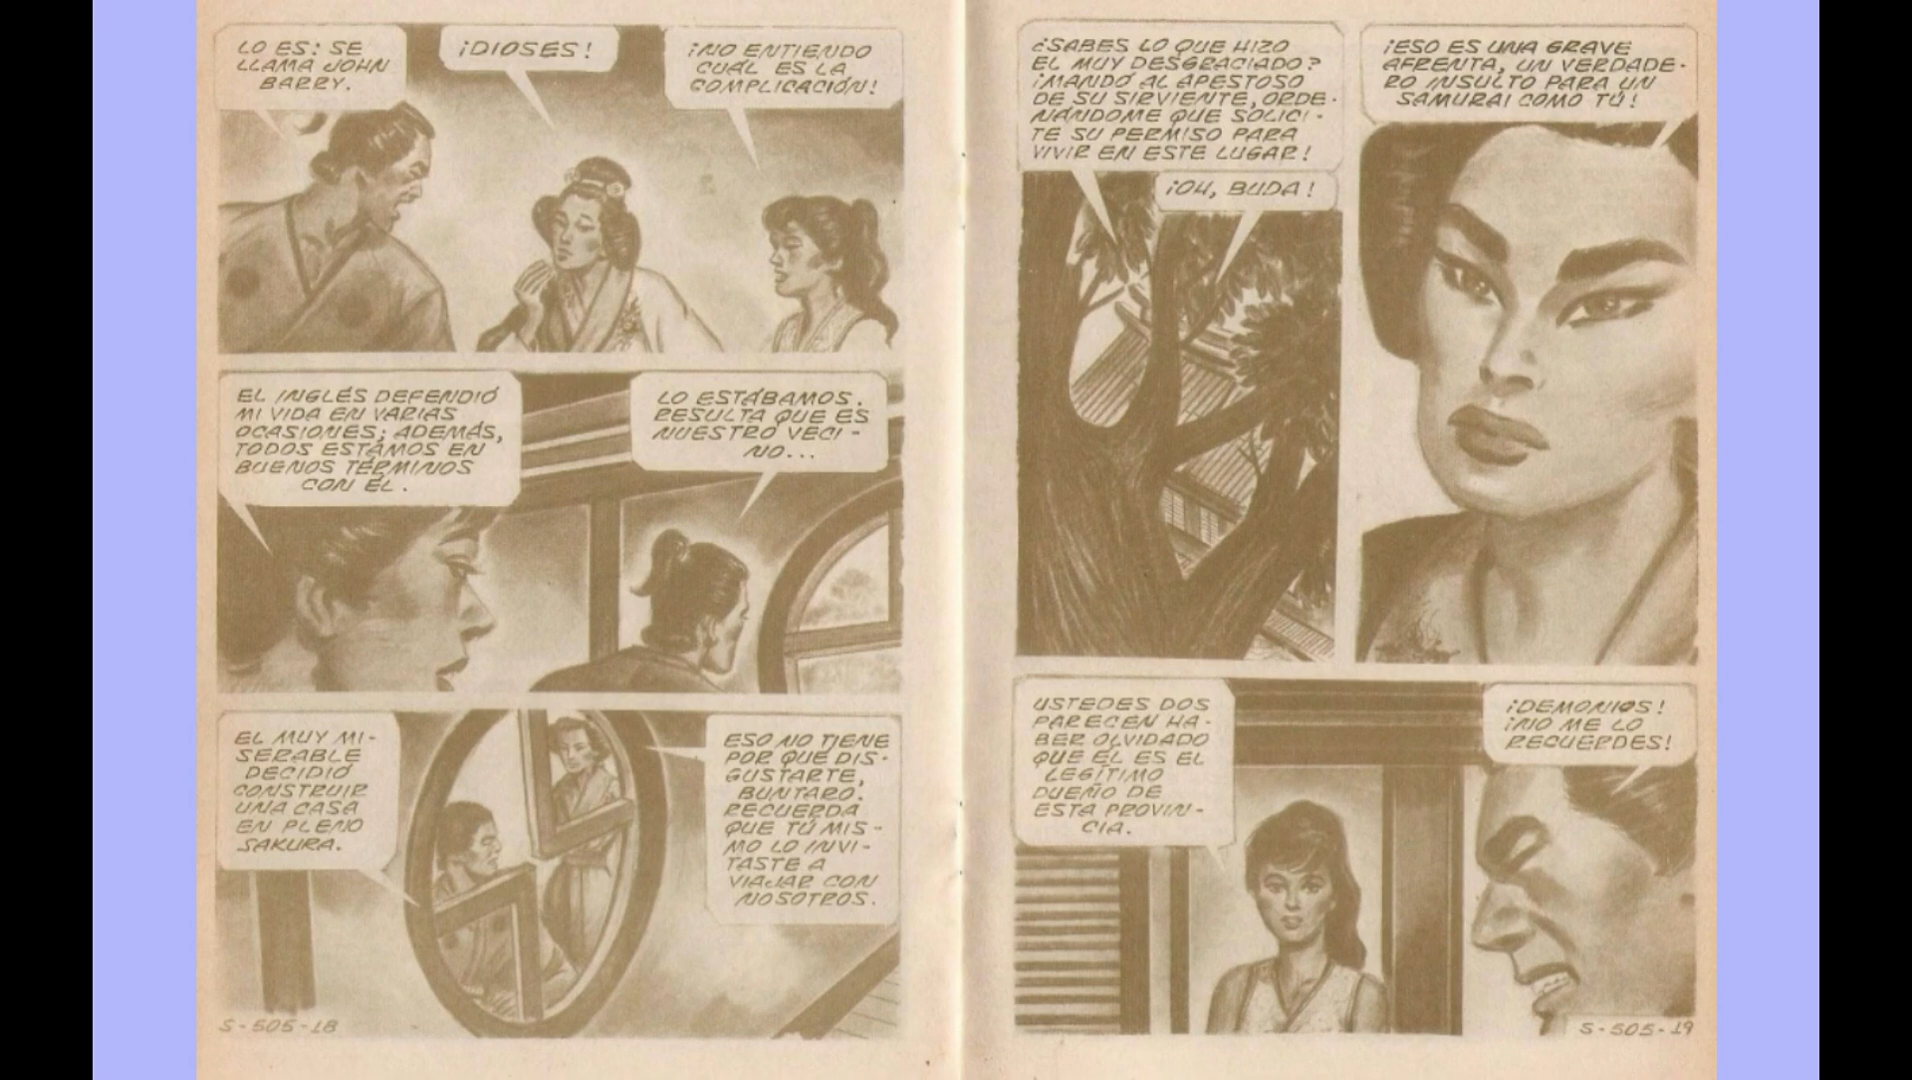 LO ES: SE
LLAMA JOHN
BARRY.
¡DIOSES!
¡NO ENTIENDO
CUÁL ES LA
COMPLICACIÓN!
EL INGLÉS DEFENDIÓ
MI VIDA EN VARIAS
OCASIONES; ADEMÁS,
TODOS ESTAMOS EN
BUENOS TÉRMINOS
CON ÉL.
LO ESTÁBAMOS.
RESULTA QUE ES
NUESTRO VECI-
NO...
EL MUY MI-
SERABLE
DECIDIÓ
CONSTRUIR
UNA CASA
EN PLENO
SAKURA.
ESO NO TIENE
POR QUÉ DIS-
GUSTARTE,
BUNTARO.
RECUERDA
QUE TÚ MIS-
MO LO INVI-
TASTE A
VIAJAR CON
NOSOTROS.
S-505-18
¿SABES LO QUE HIZO
EL MUY DESGRACIADO?
¡MANDÓ AL APESTOSO
DE SU SIRVIENTE, ORDE-
NÁNDOME QUE SOLICI-
TE SU PERMISO PARA
VIVIR EN ESTE LUGAR!
¡OH, BUDA!
¡ESO ES UNA GRAVE
AFRENTA, UN VERDADE-
RO INSULTO PARA UN
SAMURAI COMO TÚ!
USTEDES DOS
PARECEN HA-
BER OLVIDADO
QUE ÉL ES EL
LEGÍTIMO
DUEÑO DE
ESTA PROVIN-
CIA.
¡DEMONIOS!
¡NO ME LO
RECUERDES!
S-505-19